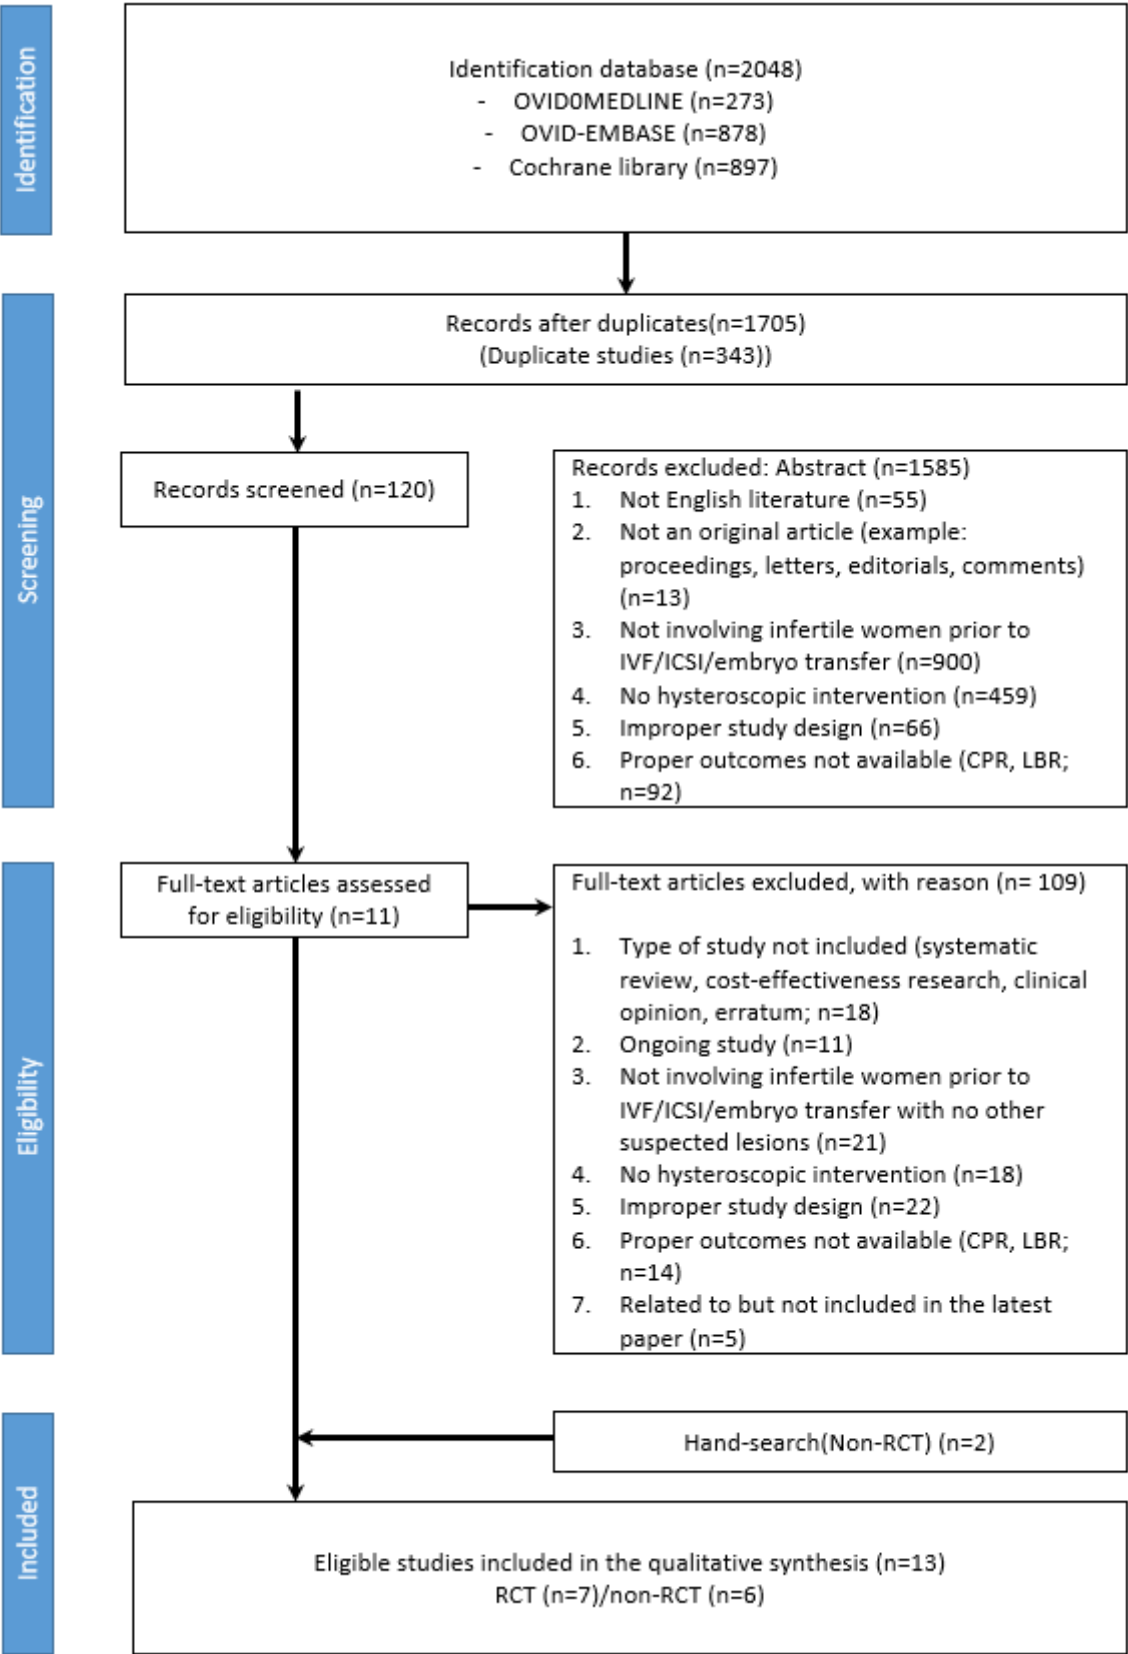 Identification
Identification database (n=2048)
- OVID0MEDLINE (n=273)
- OVID-EMBASE (n=878)
- Cochrane library (n=897)
Screening
Records after duplicates(n=1705)
(Duplicate studies (n=343))
Records screened (n=120)
Records excluded: Abstract (n=1585)
1. Not English literature (n=55)
2. Not an original article (example:
proceedings, letters, editorials, comments)
(n=13)
3. Not involving infertile women prior to
IVF/ICSI/embryo transfer (n=900)
4. No hysteroscopic intervention (n=459)
5. Improper study design (n=66)
6. Proper outcomes not available (CPR, LBR;
n=92)
Eligibility
Full-text articles assessed
for eligibility (n=11)
Full-text articles excluded, with reason (n= 109)
1. Type of study not included (systematic
review, cost-effectiveness research, clinical
opinion, erratum; n=18)
2. Ongoing study (n=11)
3. Not involving infertile women prior to
IVF/ICSI/embryo transfer with no other
suspected lesions (n=21)
4. No hysteroscopic intervention (n=18)
5. Improper study design (n=22)
6. Proper outcomes not available (CPR, LBR;
n=14)
7. Related to but not included in the latest
paper (n=5)
Included
Hand-search(Non-RCT) (n=2)
Eligible studies included in the qualitative synthesis (n=13)
RCT (n=7)/non-RCT (n=6)